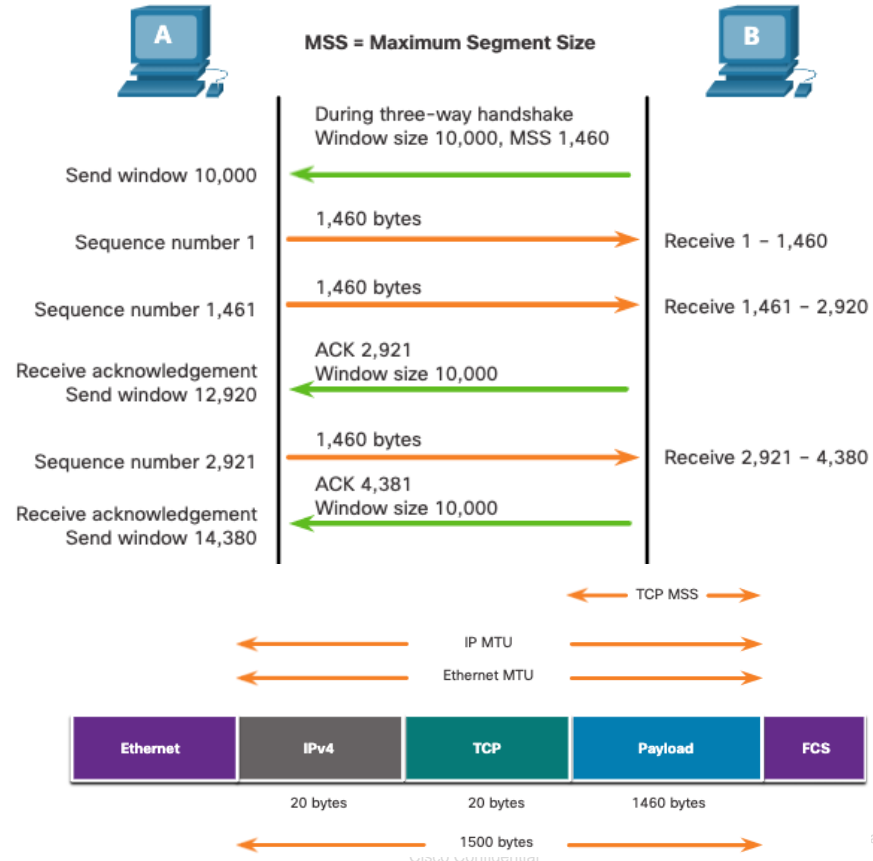 A
B
MSS = Maximum Segment Size
During three-way handshake
Window size 10,000, MSS 1,460
Send window 10,000
1,460 bytes
Sequence number 1
Receive 1 – 1,460
1,460 bytes
Sequence number 1,461
Receive 1,461 – 2,920
ACK 2,921
Window size 10,000
Receive acknowledgement
Send window 12,920
1,460 bytes
Sequence number 2,921
Receive 2,921 – 4,380
ACK 4,381
Window size 10,000
Receive acknowledgement
Send window 14,380
TCP MSS
IP MTU
Ethernet MTU
Ethernet
IPv4
TCP
Payload
FCS
20 bytes
20 bytes
1460 bytes
1500 bytes
Cisco Confidential